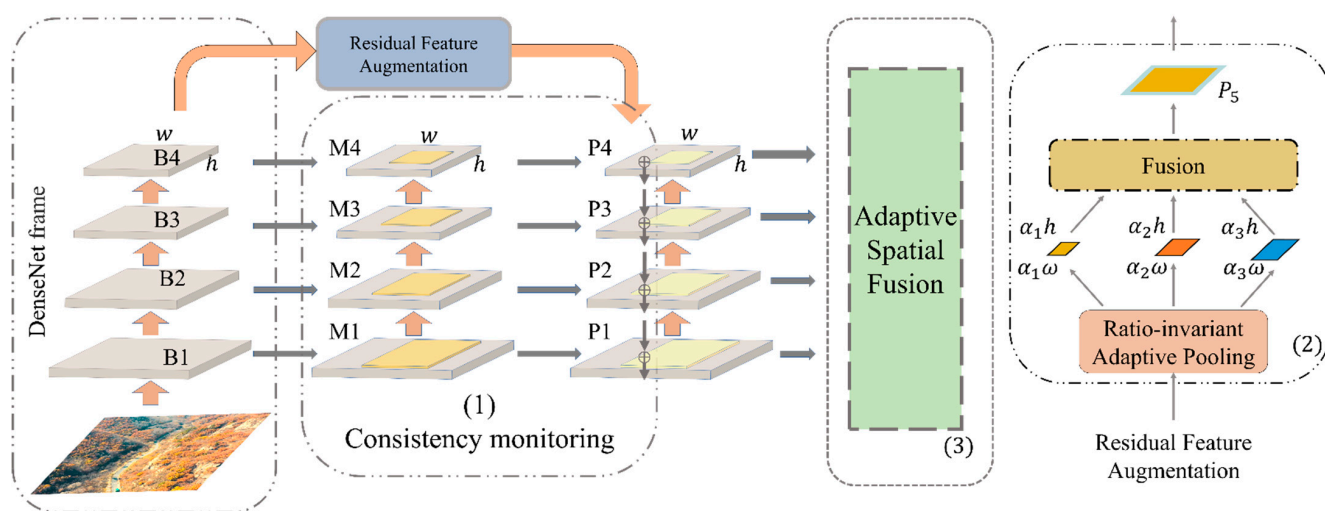 Residual Feature
Augmentation
w
B4
h
B3
B2
B1
DenseNet frame
M4
w
h
M3
M2
M1
(1)
Consistency monitoring
P4
w
h
P3
⊕
P2
⊕
P1
⊕
⊕
Adaptive
Spatial
Fusion
(3)
P₅
Fusion
α₁h
α₂h
α₃h
α₁ω
α₂ω
α₃ω
Ratio-invariant
Adaptive Pooling
(2)
Residual Feature
Augmentation